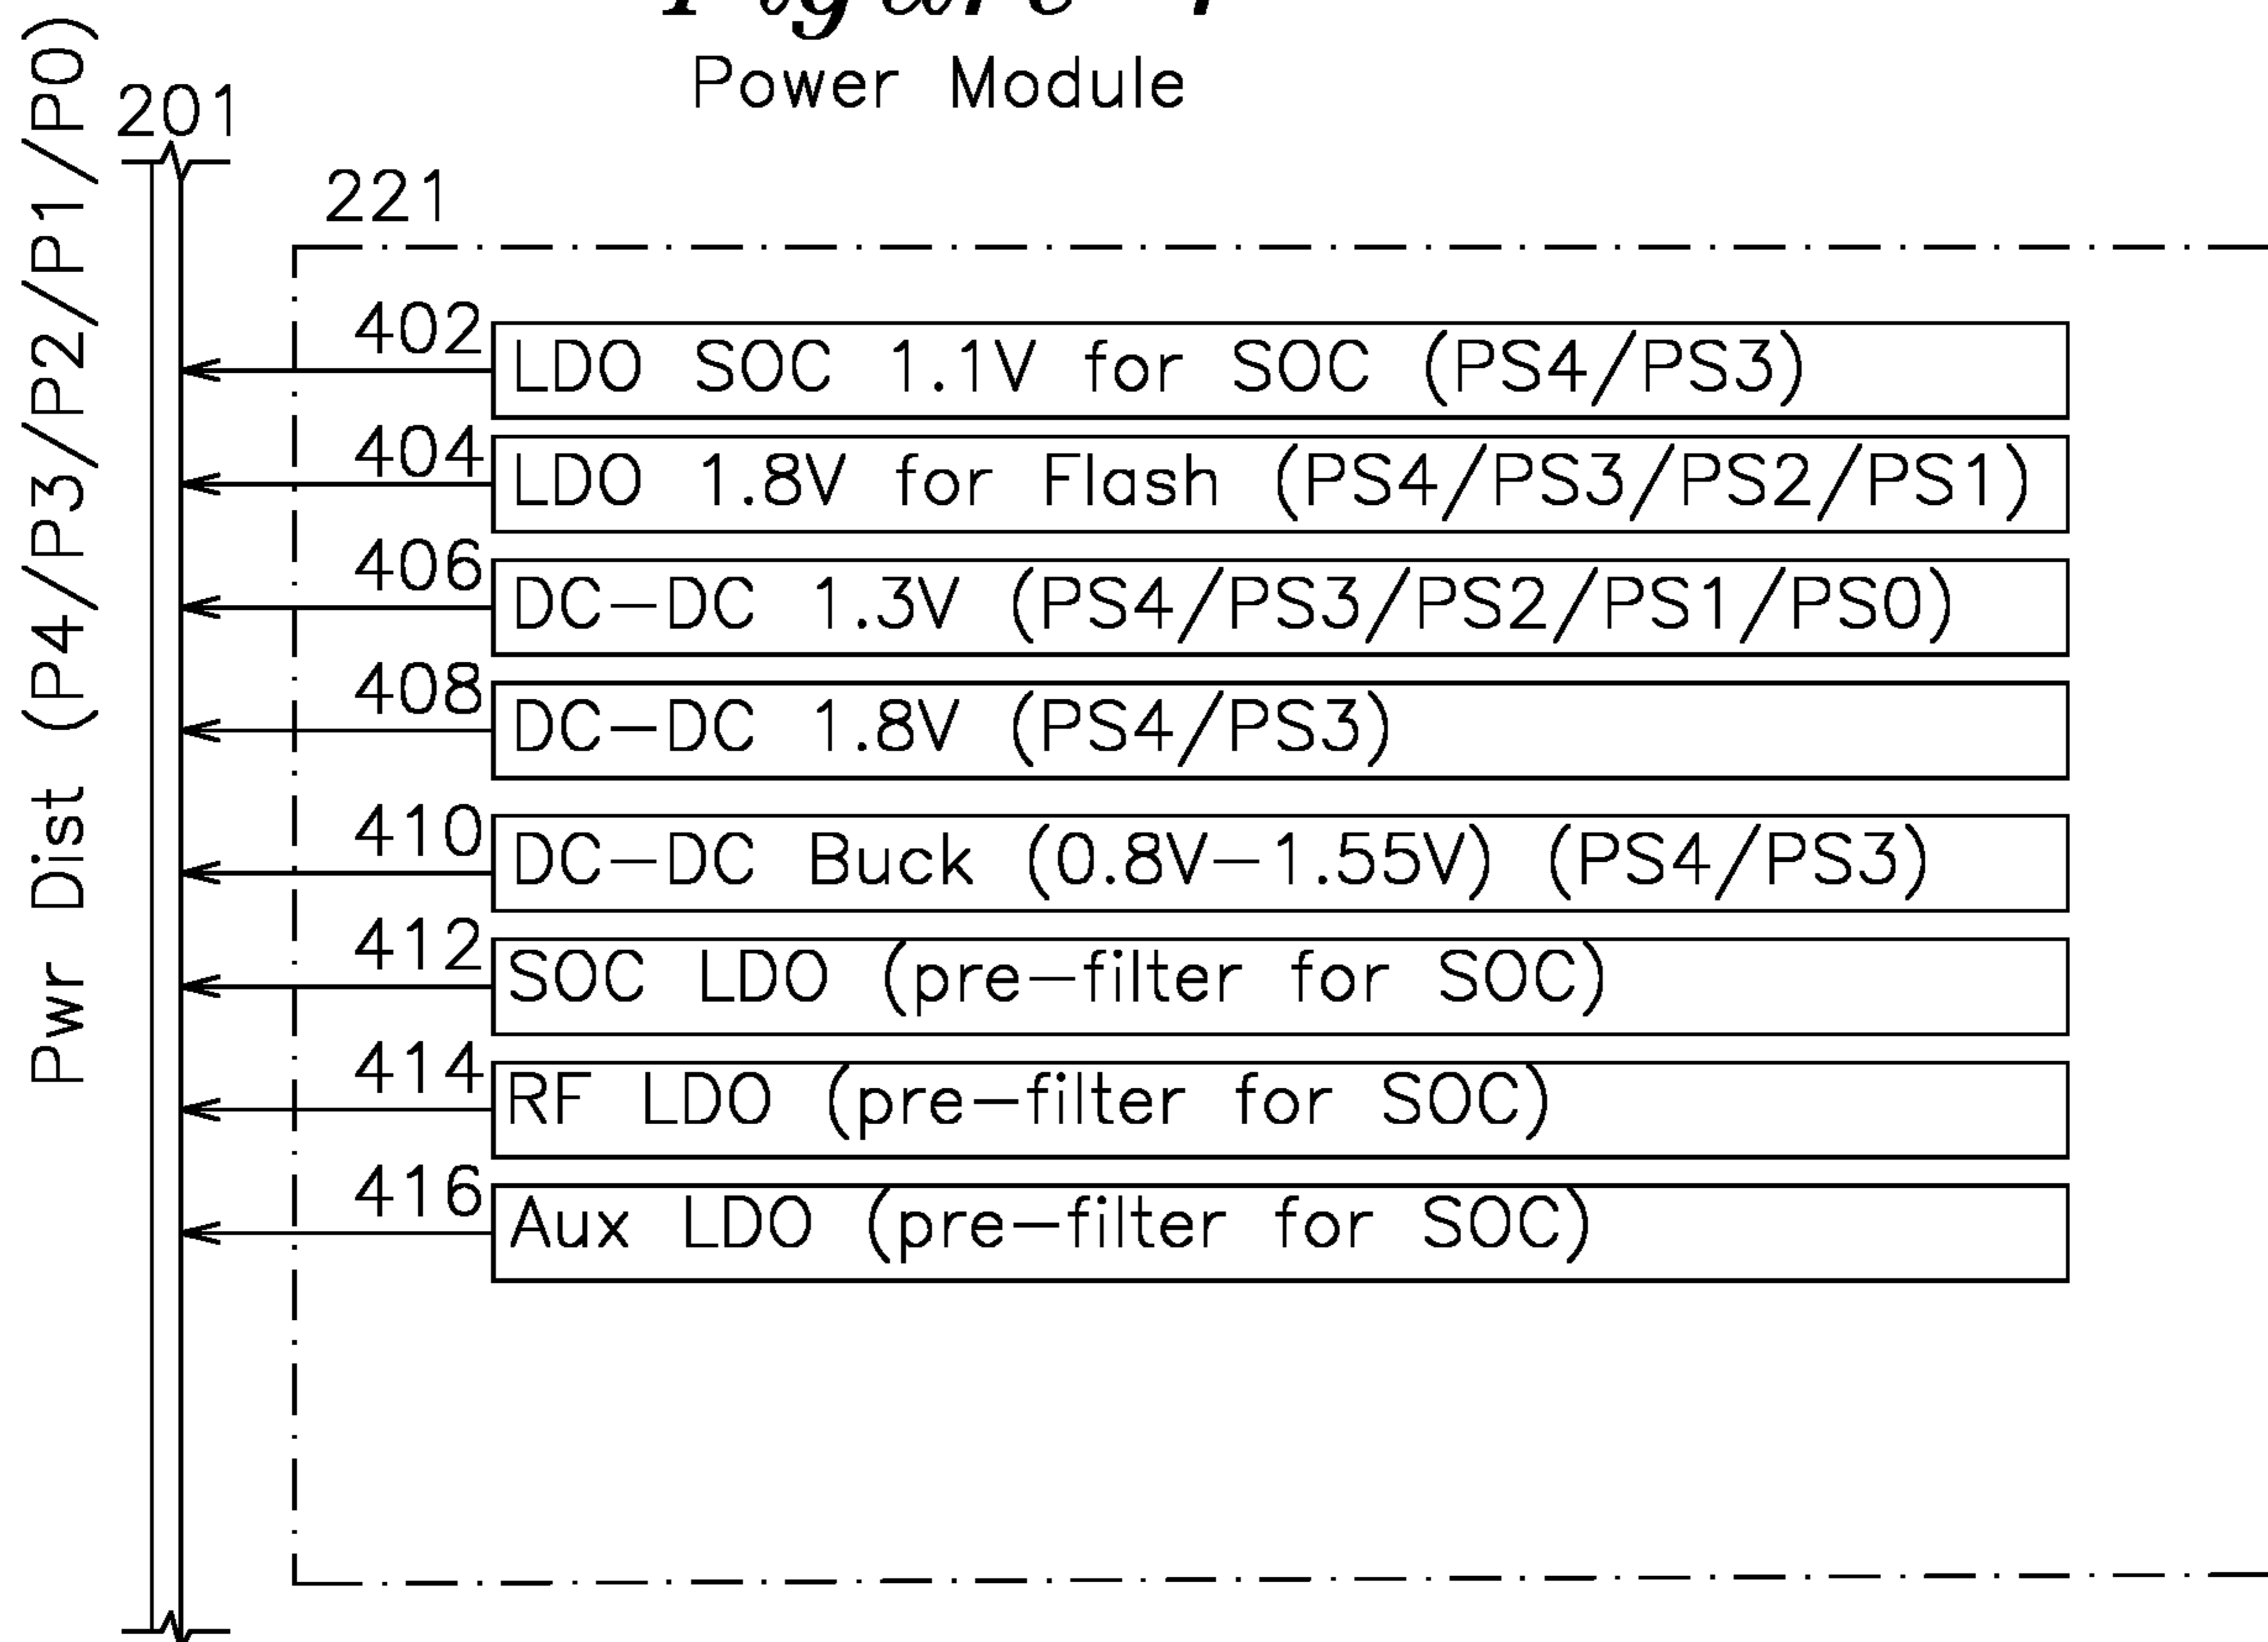 Power Module
Pwr Dist (P4/P3/P2/P1/P0)
201
221
402
LDO SOC 1.1V for SOC (PS4/PS3)
404
LDO 1.8V for Flash (PS4/PS3/PS2/PS1)
406
DC-DC 1.3V (PS4/PS3/PS2/PS1/PS0)
408
DC-DC 1.8V (PS4/PS3)
410
DC-DC Buck (0.8V-1.55V) (PS4/PS3)
412
SOC LDO (pre-filter for SOC)
414
RF LDO (pre-filter for SOC)
416
Aux LDO (pre-filter for SOC)